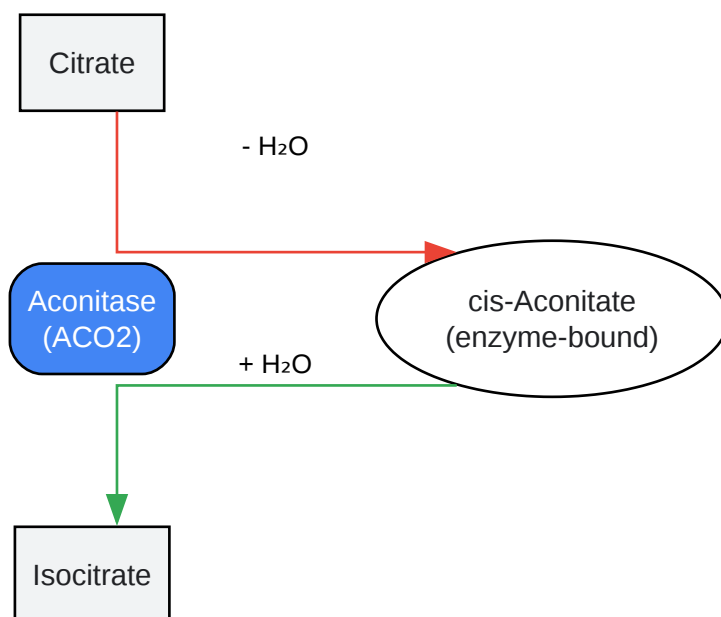 Citrate
- H₂O
Aconitase
(ACO2)
cis-Aconitate
(enzyme-bound)
+ H₂O
Isocitrate